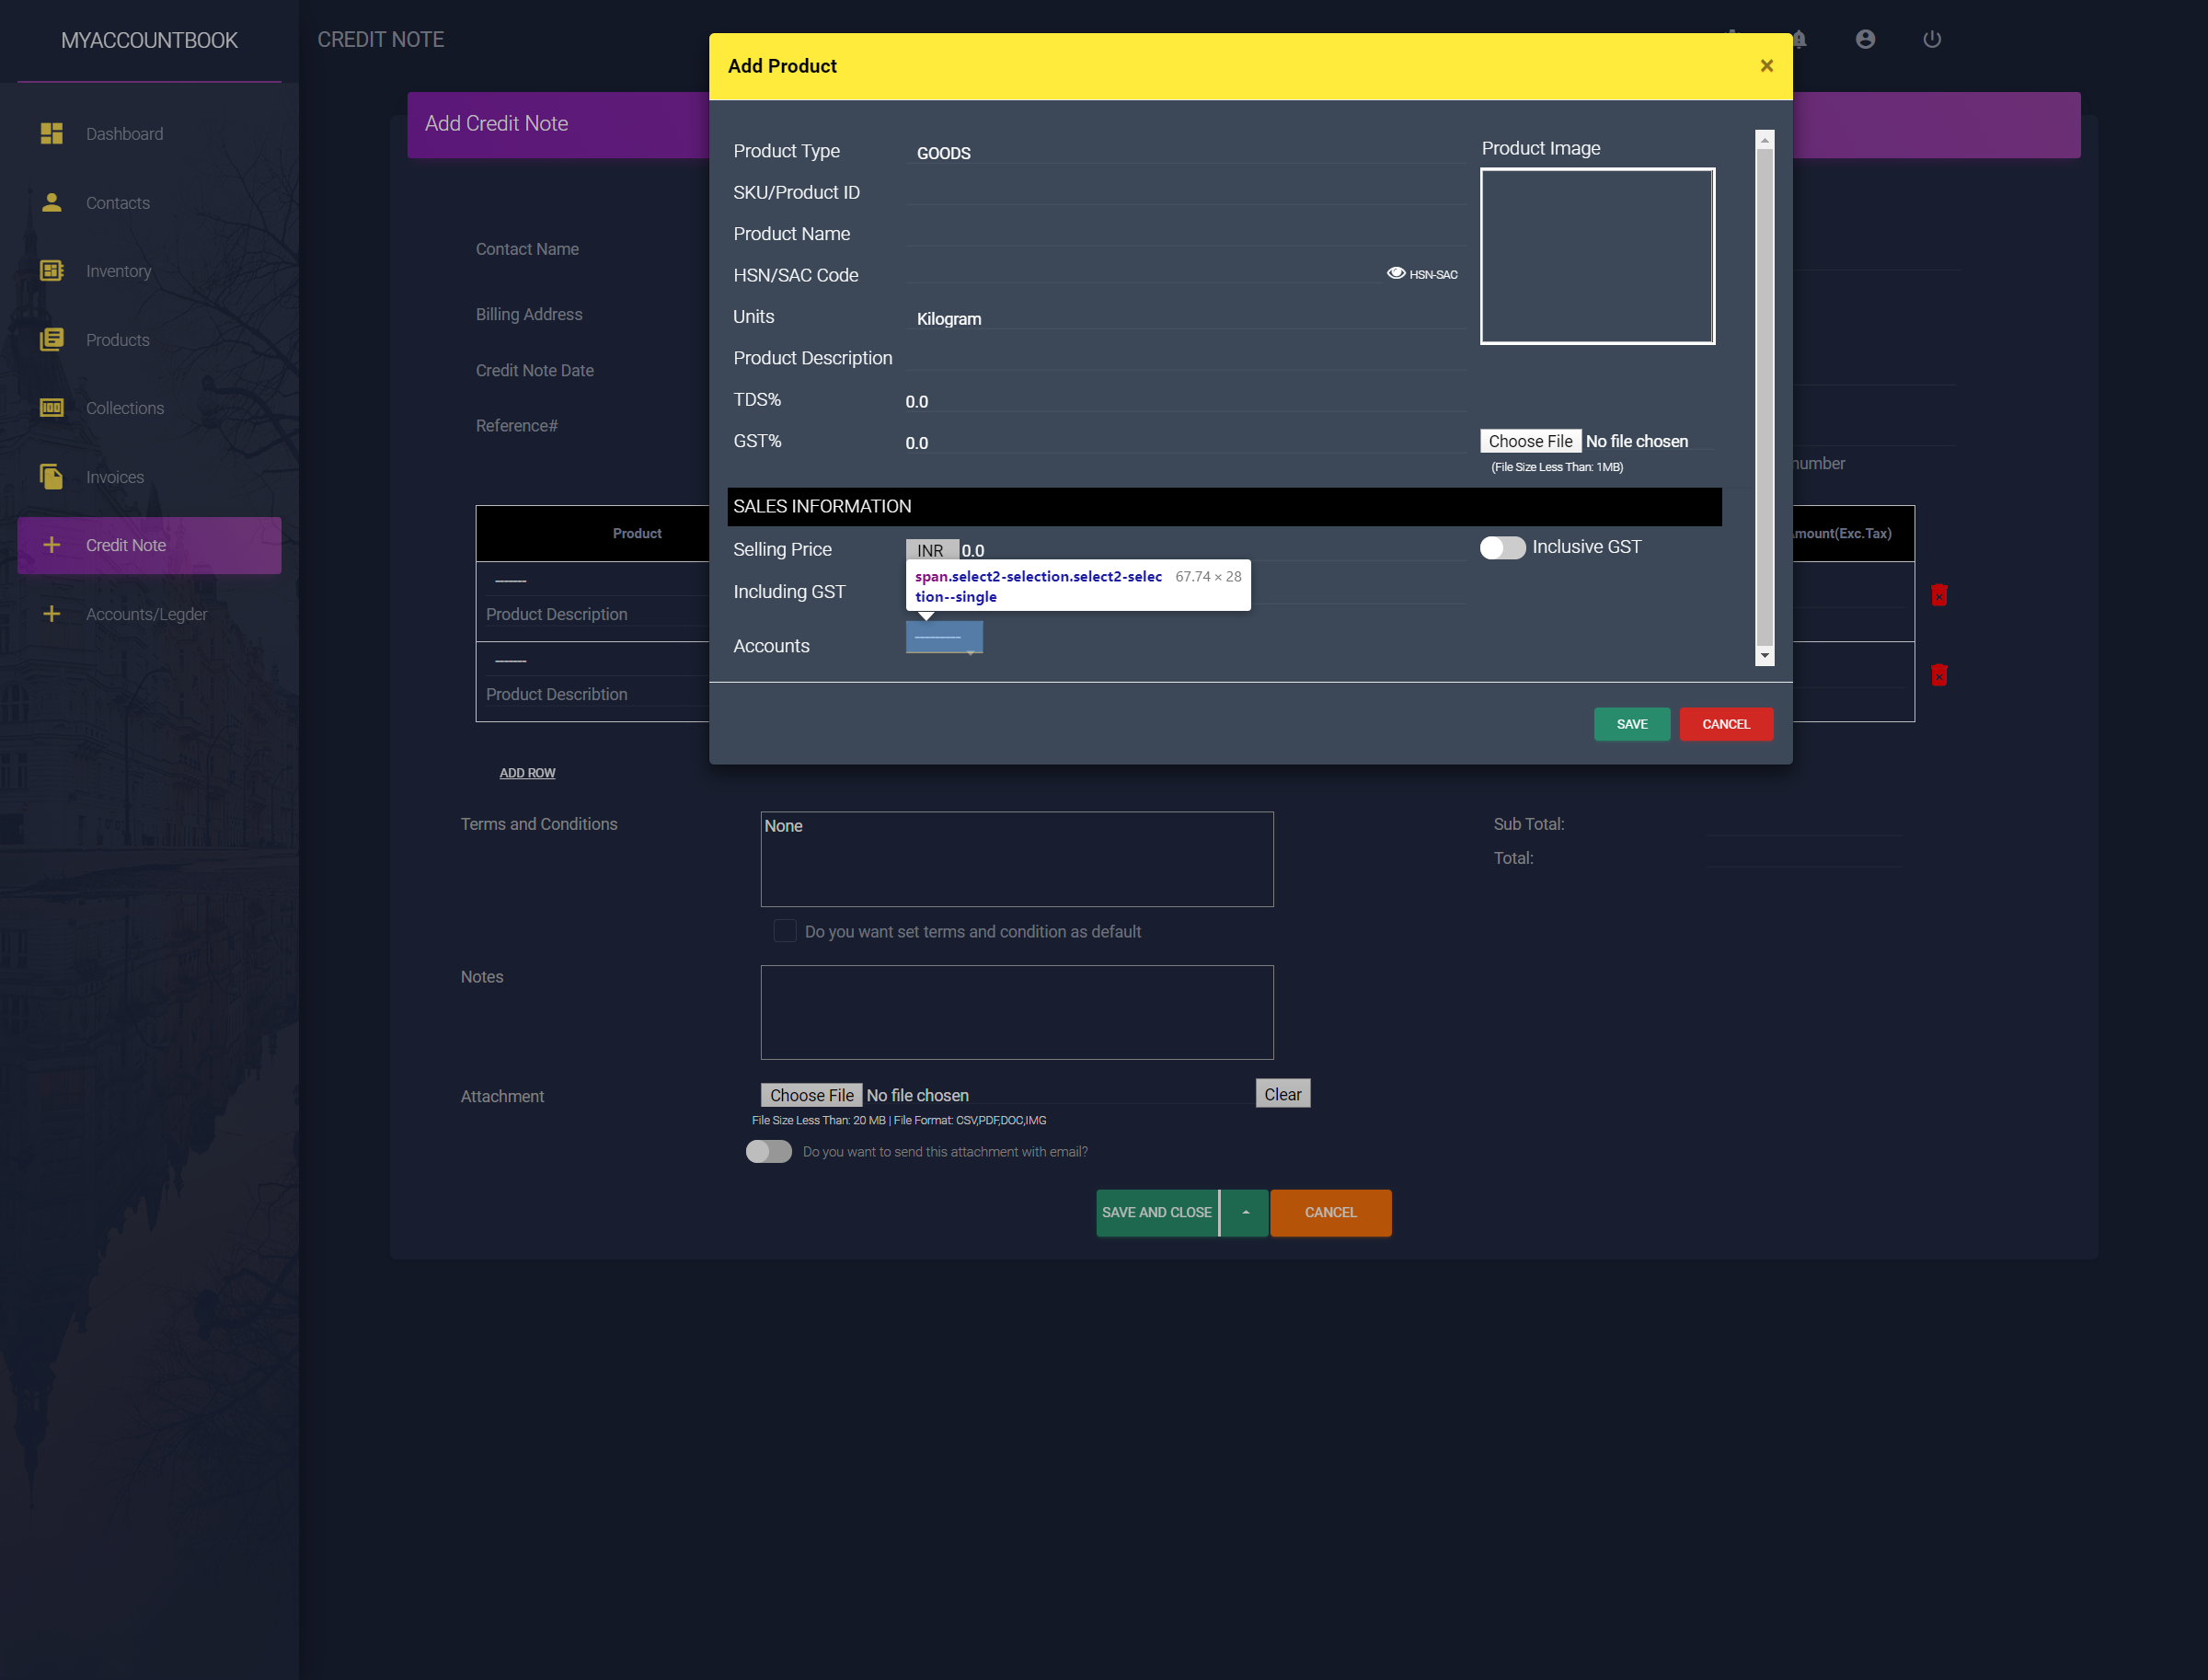 MYACCOUNTBOOK
CREDIT NOTE
Dashboard
Contacts
Inventory
Products
Collections
Invoices
Credit Note
Accounts/Legder
Add Credit Note
Contact Name
Billing Address
Credit Note Date
Reference#
number
Product
Amount(Exc.Tax)
---------
Product Description
---------
Product Describtion
ADD ROW
Add Product
×
Product Type
GOODS
Product Image
SKU/Product ID
Product Name
HSN/SAC Code
HSN-SAC
Units
Kilogram
Product Description
TDS%
0.0
GST%
0.0
Choose File No file chosen
(File Size Less Than: 1MB)
SALES INFORMATION
Selling Price
INR
0.0
Inclusive GST
Including GST
span.select2-selection.select2-selec 67.74 × 28
tion--single
Accounts
---------
SAVE
CANCEL
Terms and Conditions
None
Sub Total:
Total:
Do you want set terms and condition as default
Notes
Attachment
Choose File No file chosen
Clear
File Size Less Than: 20 MB | File Format: CSV,PDF,DOC,IMG
Do you want to send this attachment with email?
SAVE AND CLOSE
CANCEL